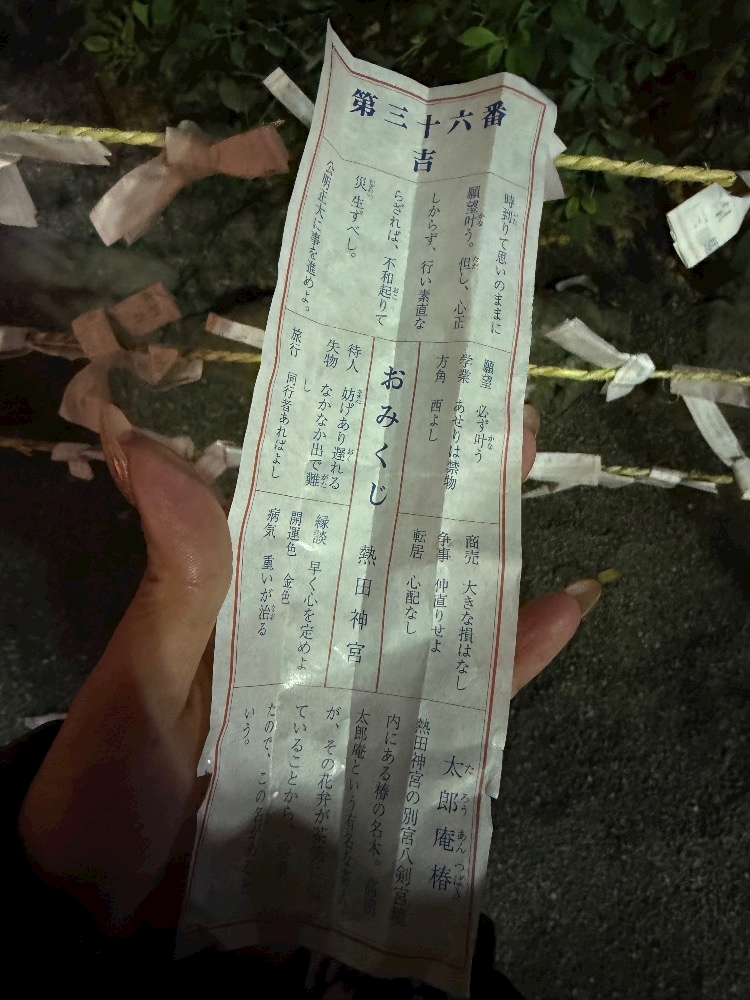 第三十六番
吉
時到りて思いのままに
願望叶う。但し、心正
しからず、行い素直な
らざれば、不和起りて
災生ずべし。
公明正大に事を進めよ。
願望 必ず叶う
学業 あせりは禁物
方角 西よし
商売 大きな損はなし
争事 仲直りせよ
転居 心配なし
おみくじ 熱田神宮
待人 妨げあり遅れる
失物 なかなか出で難
し
旅行 同行者あればよし
縁談 早く心を定めよ
開運色 金色
病気 重いが治る
太郎庵椿
たろうあんつばき
熱田神宮の別宮八剣宮
内にある椿の名木。
太郎庵という
が、その花弁が茶
ていることから、
たので、この名が
いう。